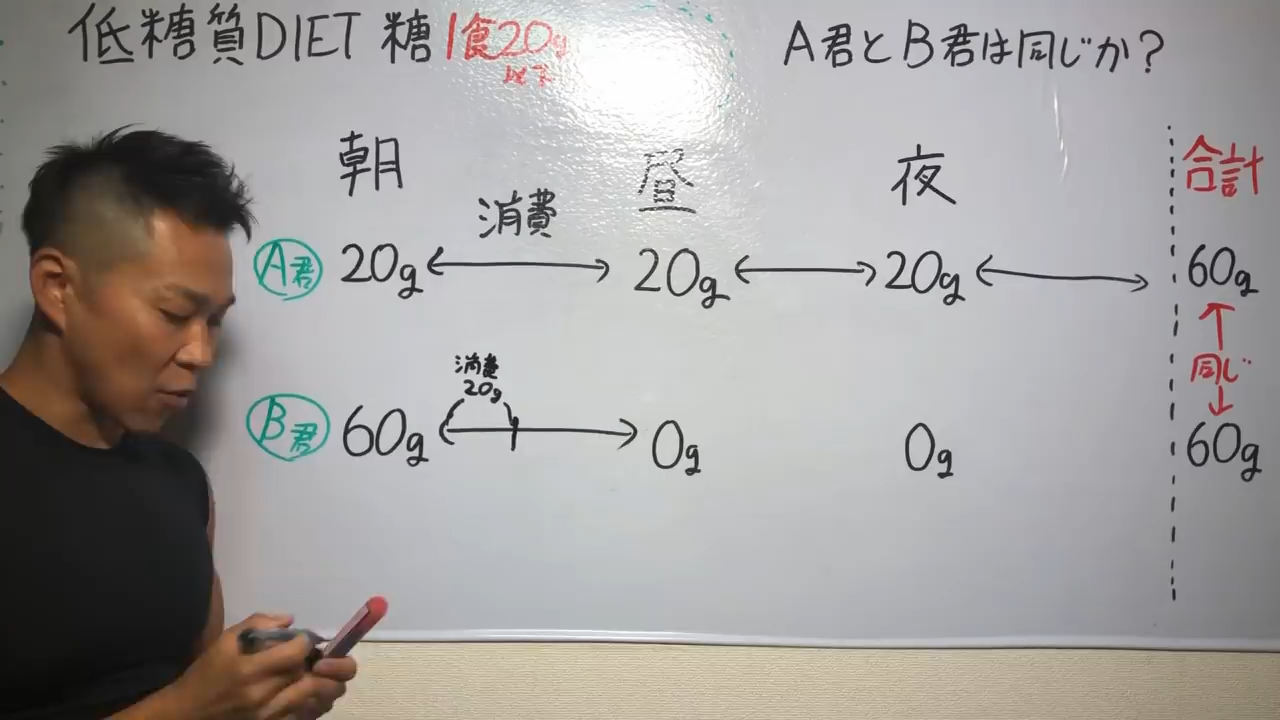 低糖質DIET 糖1食20g
以下
A君とB君は同じか?
朝 昼 夜 合計
消費
A君 20g 20g 20g 60g
同じ
消費
20g
B君 60g 0g 0g 60g